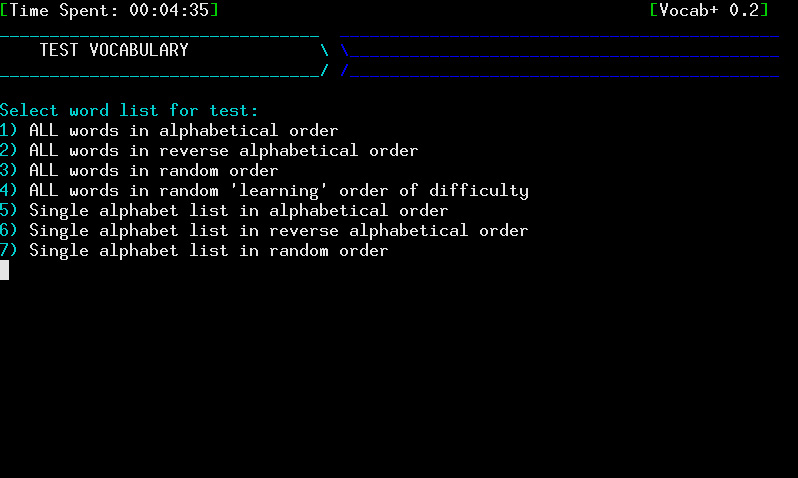 [Time Spent: 00:04:35] [Vocab+ 0.2]
TEST VOCABULARY
Select word list for test:
1) ALL words in alphabetical order
2) ALL words in reverse alphabetical order
3) ALL words in random order
4) ALL words in random 'learning' order of difficulty
5) Single alphabet list in alphabetical order
6) Single alphabet list in reverse alphabetical order
7) Single alphabet list in random order